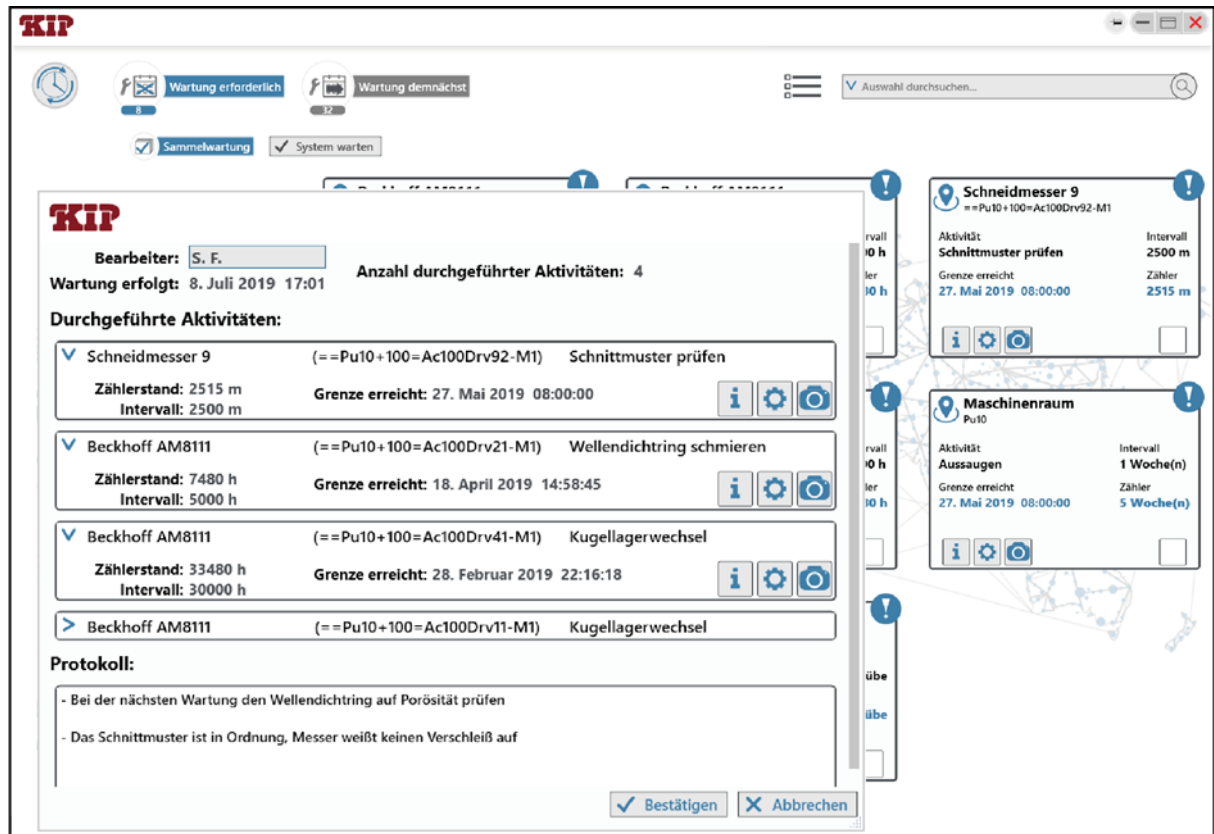 KIP
Wartung erforderlich
8
Wartung demnächst
32
Auswahl durchsuchen...
Sammelwartung
System warten
Schneidmesser 9
==Pu10+100=Ac100Drv92-M1
Aktivität Intervall
Schnittmuster prüfen 2500 m
Grenze erreicht Zähler
27. Mai 2019 08:00:00 2515 m
Maschinenraum
Pu10
Aktivität Intervall
Aussaugen 1 Woche(n)
Grenze erreicht Zähler
27. Mai 2019 08:00:00 5 Woche(n)
KIP
Bearbeiter: S. F.
Wartung erfolgt: 8. Juli 2019 17:01
Anzahl durchgeführter Aktivitäten: 4
Durchgeführte Aktivitäten:
Schneidmesser 9 (==Pu10+100=Ac100Drv92-M1) Schnittmuster prüfen
Zählerstand: 2515 m Grenze erreicht: 27. Mai 2019 08:00:00
Intervall: 2500 m
Beckhoff AM8111 (==Pu10+100=Ac100Drv21-M1) Wellendichtring schmieren
Zählerstand: 7480 h Grenze erreicht: 18. April 2019 14:58:45
Intervall: 5000 h
Beckhoff AM8111 (==Pu10+100=Ac100Drv41-M1) Kugellagerwechsel
Zählerstand: 33480 h Grenze erreicht: 28. Februar 2019 22:16:18
Intervall: 30000 h
Beckhoff AM8111 (==Pu10+100=Ac100Drv11-M1) Kugellagerwechsel
Protokoll:
- Bei der nächsten Wartung den Wellendichtring auf Porösität prüfen
- Das Schnittmuster ist in Ordnung, Messer weißt keinen Verschleiß auf
Bestätigen
Abbrechen